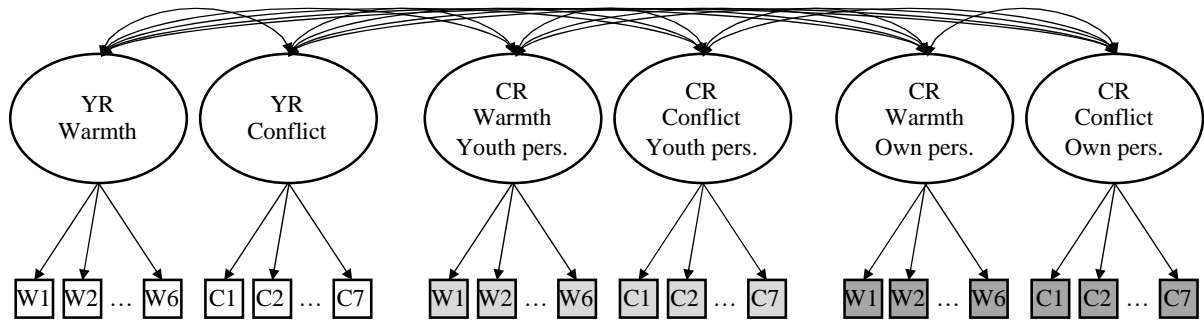 YR
Warmth
YR
Conflict
CR
Warmth
Youth pers.
CR
Conflict
Youth pers.
CR
Warmth
Own pers.
CR
Conflict
Own pers.
W1 W2 … W6 C1 C2 … C7 W1 W2 … W6 C1 C2 … C7 W1 W2 … W6 C1 C2 … C7